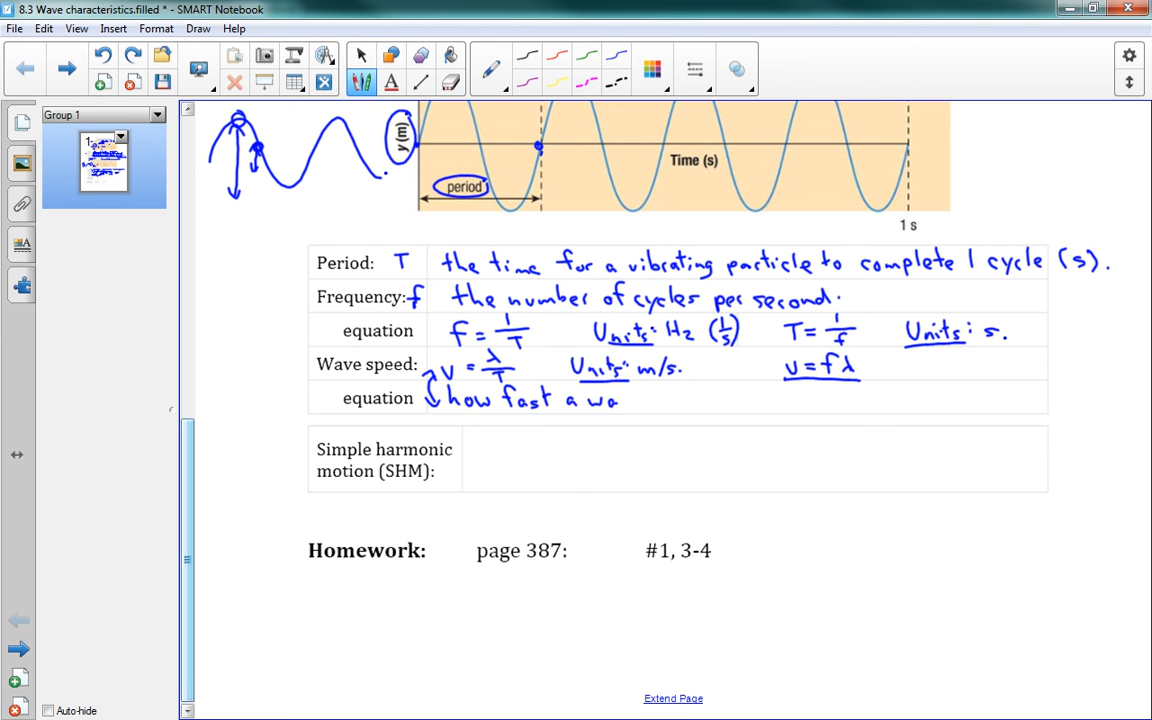 8.3 Wave characteristics.filled * - SMART Notebook
File Edit View Insert Format Draw Help
Group 1
1
y (m)
Time (s)
period
1 s
Period: T the time for a vibrating particle to complete 1 cycle (s).
Frequency: f the number of cycles per second.
equation f = 1/T Units: Hz (1/s) T = 1/f Units: s.
Wave speed: v = λ/T Units: m/s. v = f λ
equation how fast a wa
Simple harmonic
motion (SHM):
Homework: page 387: #1, 3-4
Extend Page
Auto-hide